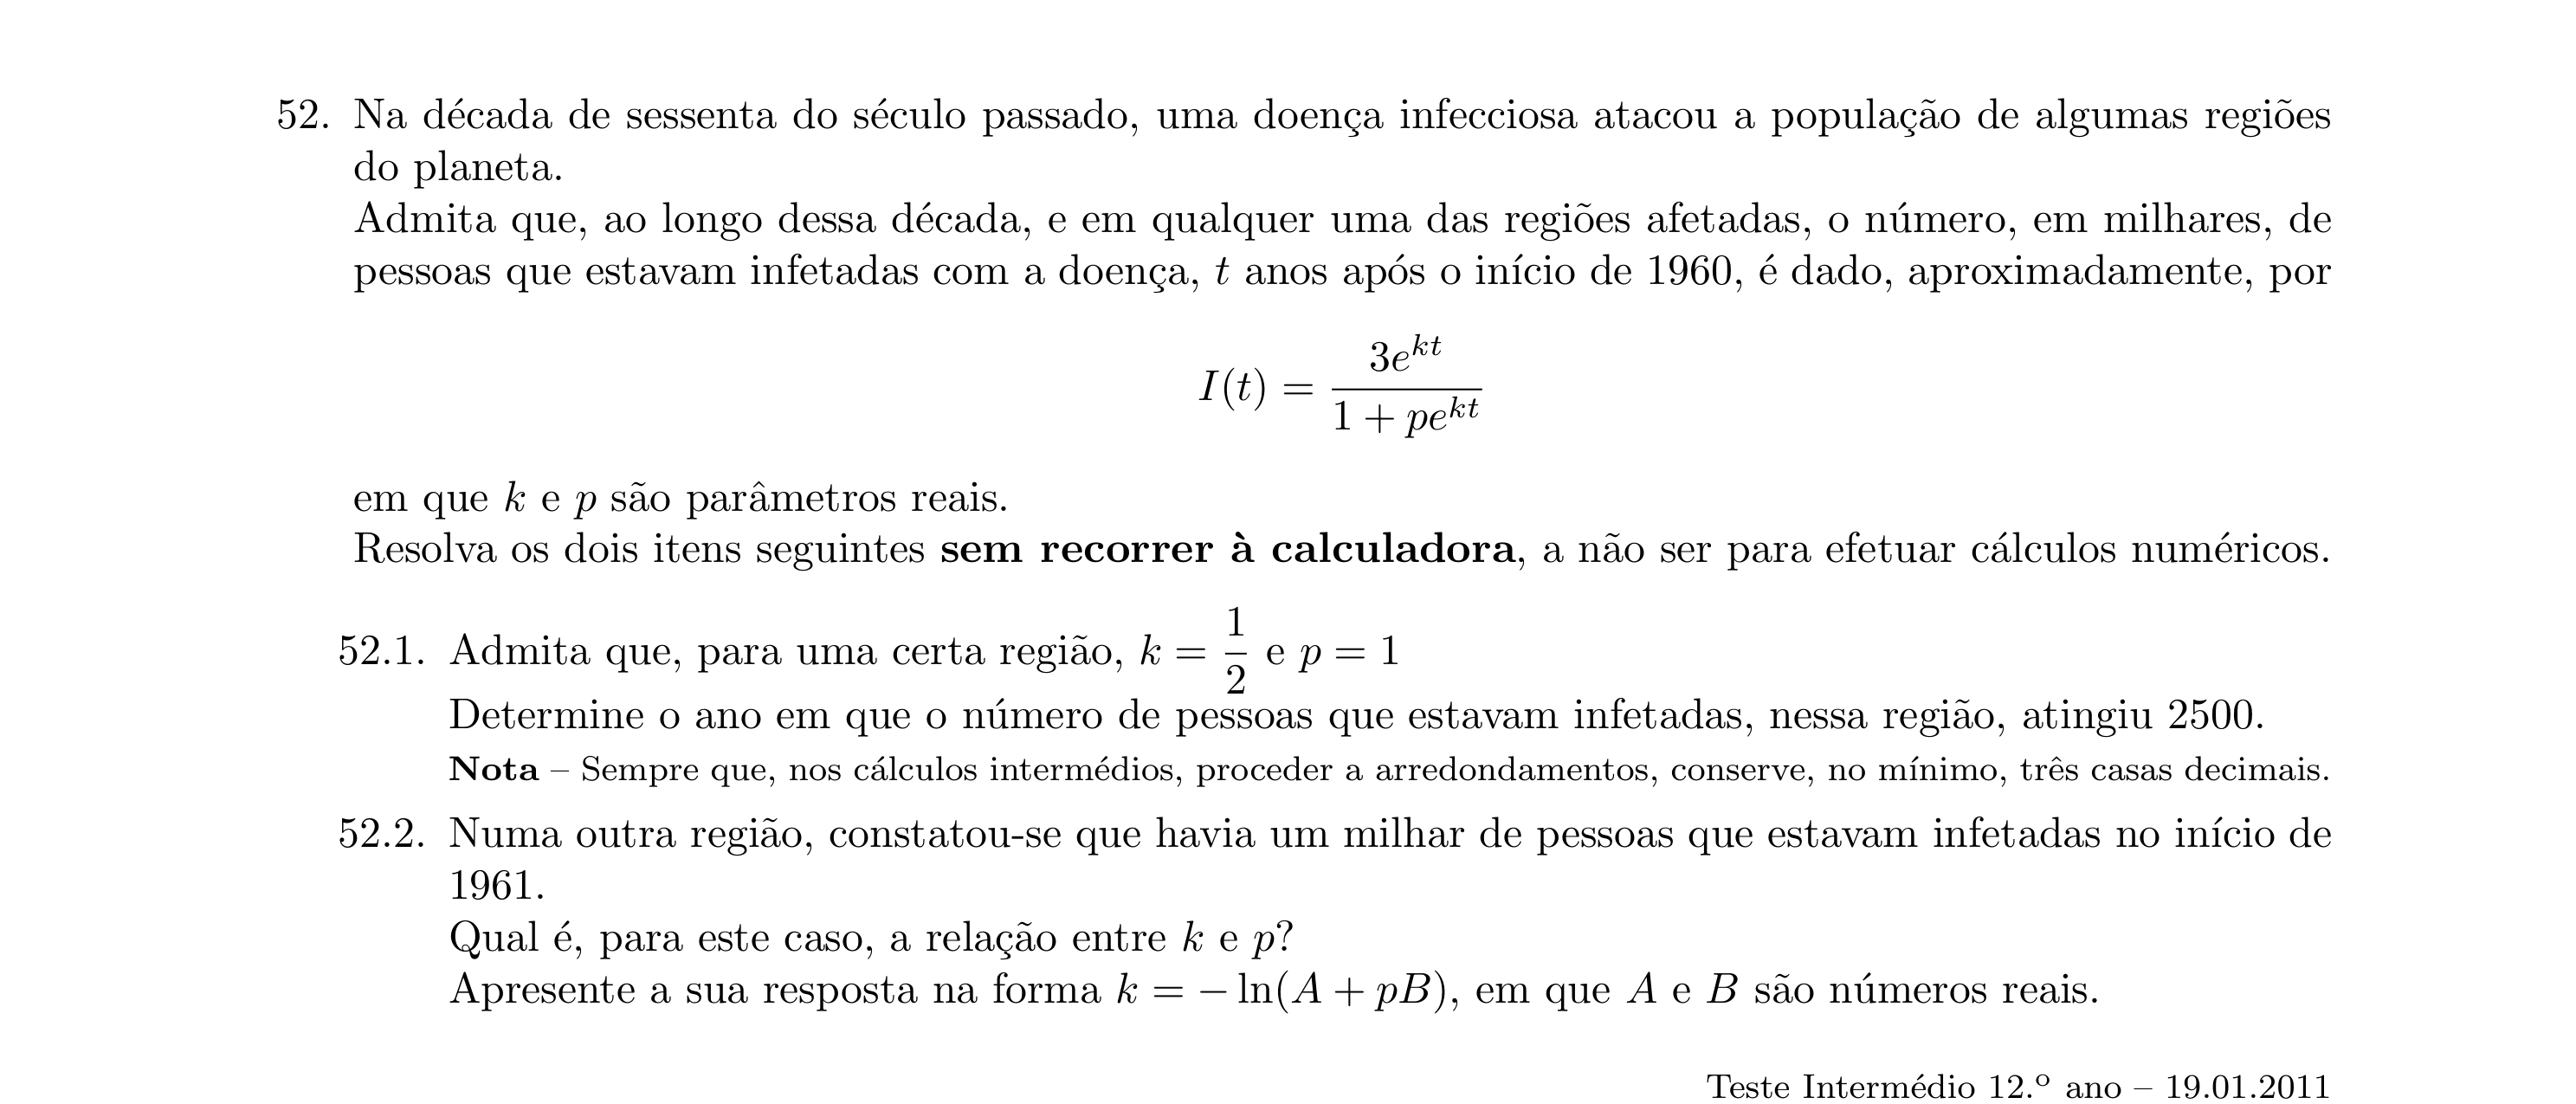 52. Na década de sessenta do século passado, uma doença infecciosa atacou a população de algumas regiões
do planeta.
Admita que, ao longo dessa década, e em qualquer uma das regiões afetadas, o número, em milhares, de
pessoas que estavam infetadas com a doença, t anos após o início de 1960, é dado, aproximadamente, por
I(t) = \frac{3e^{kt}}{1 + pe^{kt}}
em que k e p são parâmetros reais.
Resolva os dois itens seguintes sem recorrer à calculadora, a não ser para efetuar cálculos numéricos.
52.1. Admita que, para uma certa região, k = \frac{1}{2} e p = 1
Determine o ano em que o número de pessoas que estavam infetadas, nessa região, atingiu 2500.
Nota – Sempre que, nos cálculos intermédios, proceder a arredondamentos, conserve, no mínimo, três casas decimais.
52.2. Numa outra região, constatou-se que havia um milhar de pessoas que estavam infetadas no início de
1961.
Qual é, para este caso, a relação entre k e p?
Apresente a sua resposta na forma k = − ln(A + pB), em que A e B são números reais.
Teste Intermédio 12.º ano – 19.01.2011